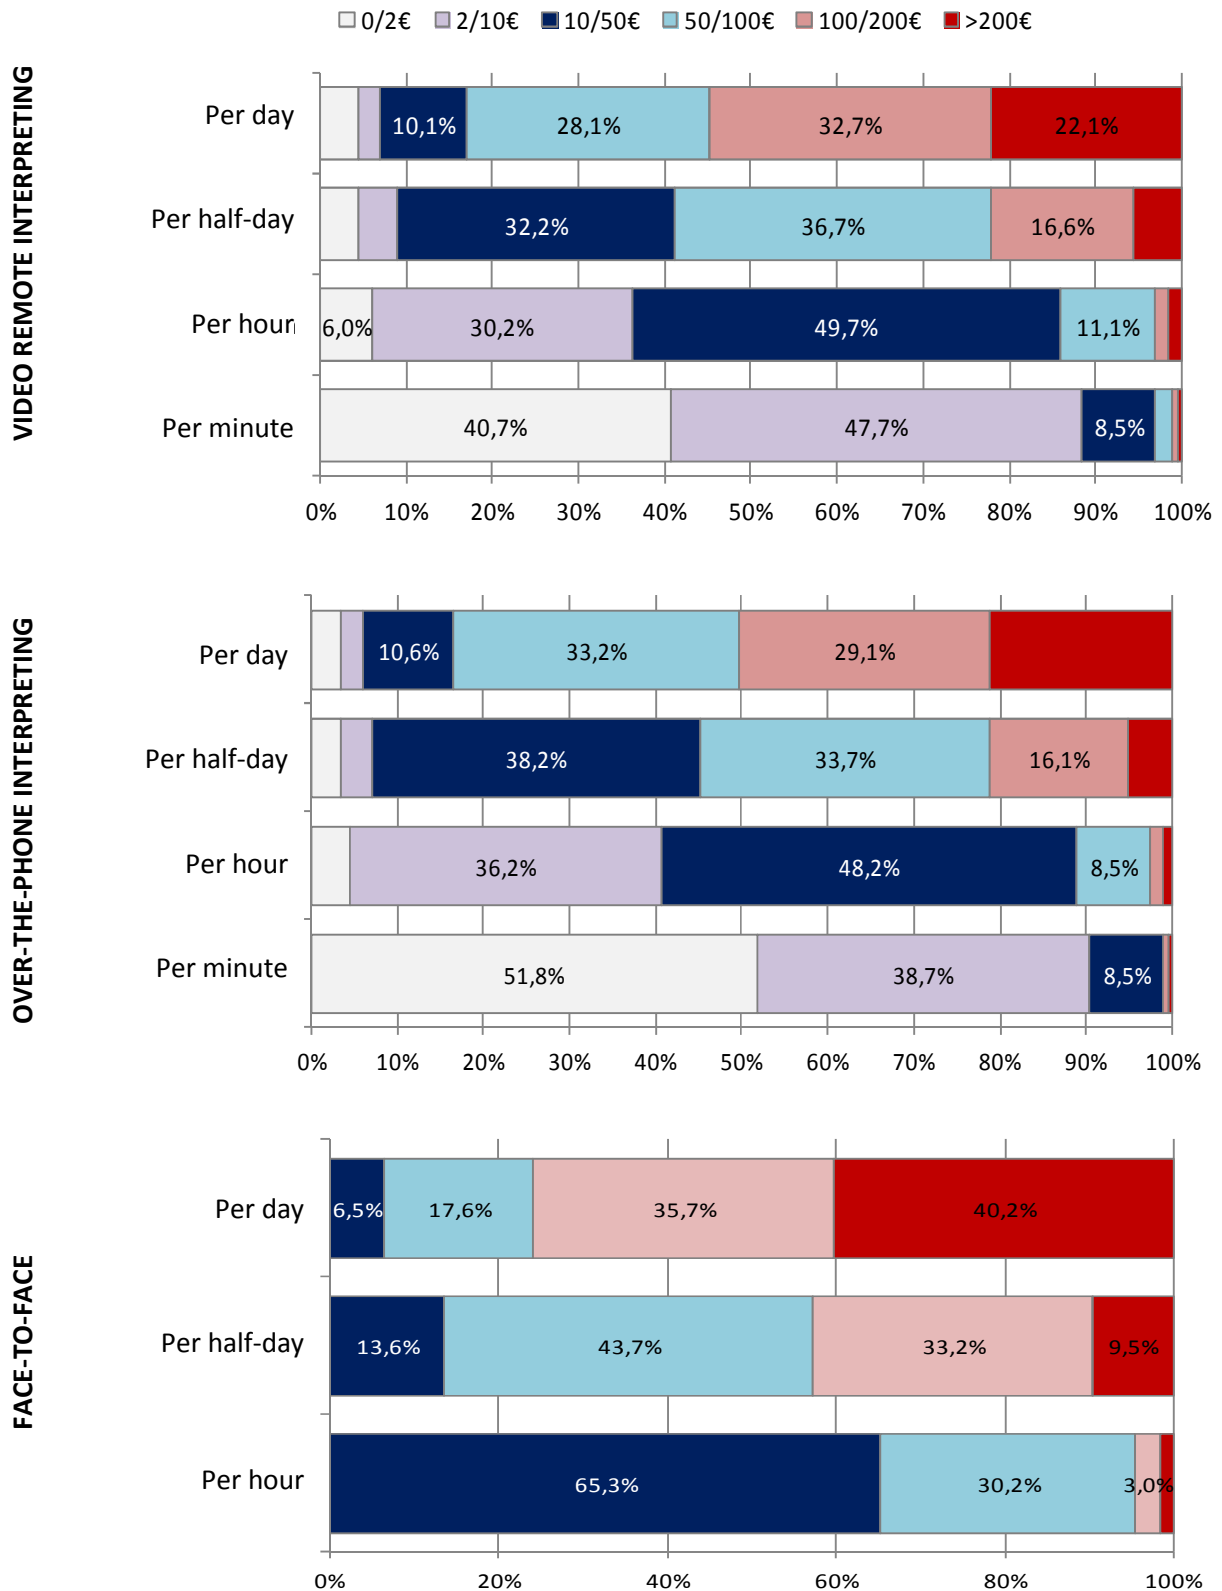 0/2€ 2/10€ 10/50€ 50/100€ 100/200€ >200€
VIDEO REMOTE INTERPRETING
Per day 10,1% 28,1% 32,7% 22,1%
Per half-day 32,2% 36,7% 16,6%
Per hour 6,0% 30,2% 49,7% 11,1%
Per minute 40,7% 47,7% 8,5%
0% 10% 20% 30% 40% 50% 60% 70% 80% 90% 100%
OVER-THE-PHONE INTERPRETING
Per day 10,6% 33,2% 29,1%
Per half-day 38,2% 33,7% 16,1%
Per hour 36,2% 48,2% 8,5%
Per minute 51,8% 38,7% 8,5%
0% 10% 20% 30% 40% 50% 60% 70% 80% 90% 100%
FACE-TO-FACE
Per day 6,5% 17,6% 35,7% 40,2%
Per half-day 13,6% 43,7% 33,2% 9,5%
Per hour 65,3% 30,2% 3,0%
0% 20% 40% 60% 80% 100%